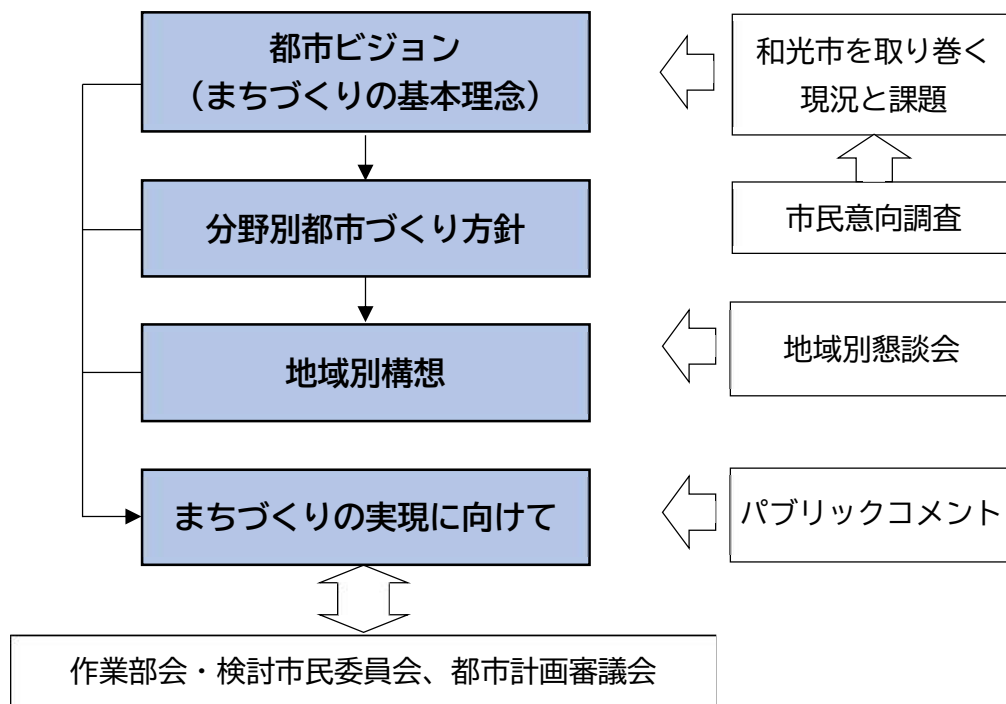 都市ビジョン
（まちづくりの基本理念）
和光市を取り巻く
現況と課題
分野別都市づくり方針
市民意向調査
地域別構想
地域別懇談会
まちづくりの実現に向けて
パブリックコメント
作業部会・検討市民委員会、都市計画審議会